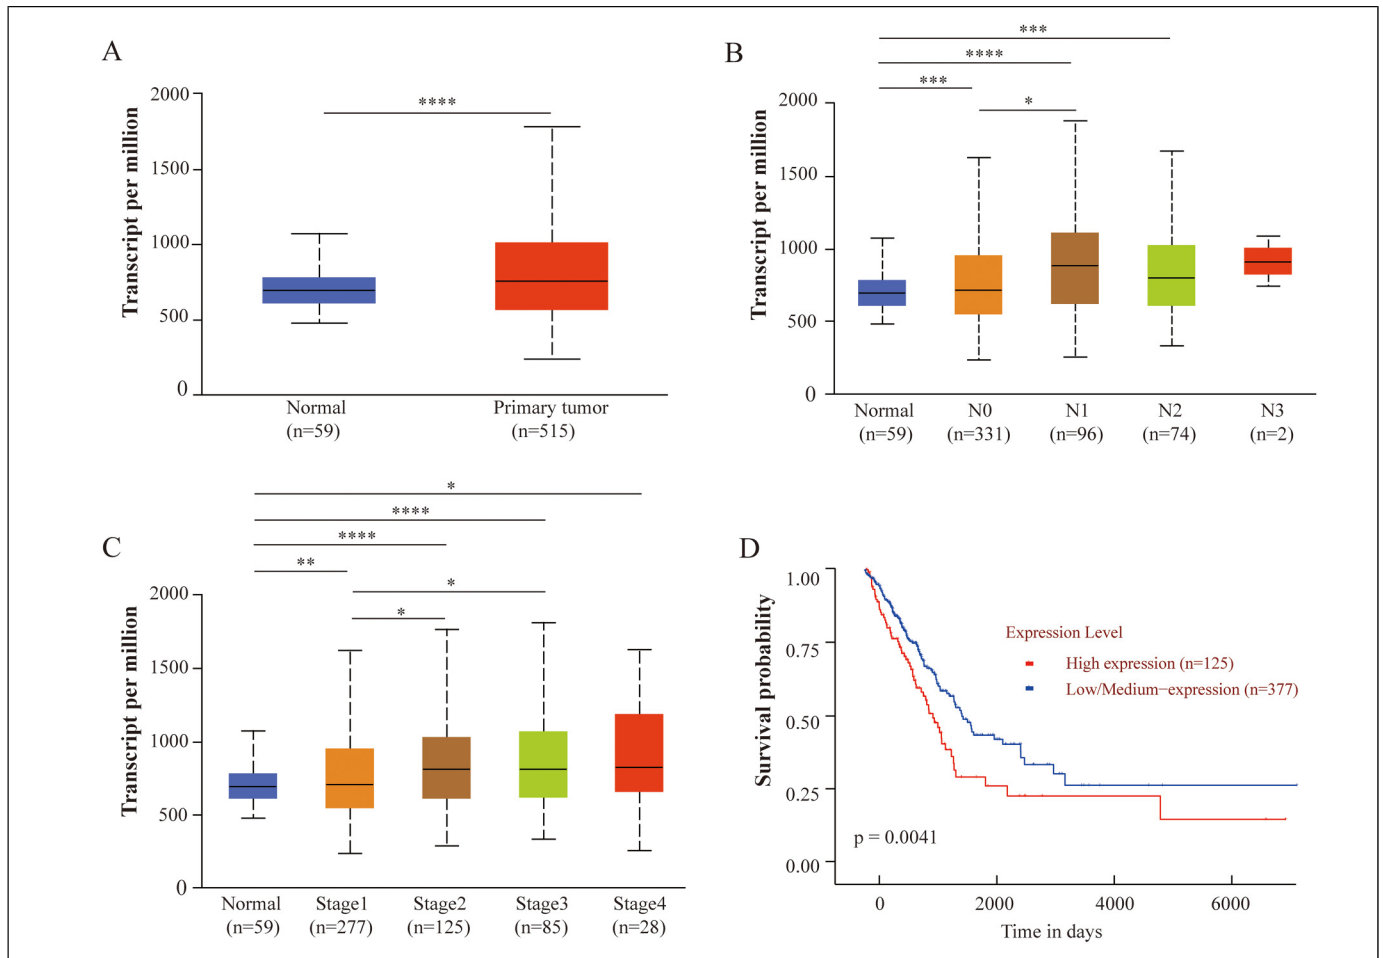 A
****
Transcript per million
2000
1500
1000
500
0
Normal
(n=59)
Primary tumor
(n=515)
B
***
****
***
*
Transcript per million
2000
1500
1000
500
0
Normal
(n=59)
N0
(n=331)
N1
(n=96)
N2
(n=74)
N3
(n=2)
C
*
****
****
**
*
*
Transcript per million
2000
1500
1000
500
0
Normal
(n=59)
Stage1
(n=277)
Stage2
(n=125)
Stage3
(n=85)
Stage4
(n=28)
D
Survival probability
1.00
0.75
0.50
0.25
0.00
Expression Level
High expression (n=125)
Low/Medium−expression (n=377)
p = 0.0041
0
2000
4000
6000
Time in days